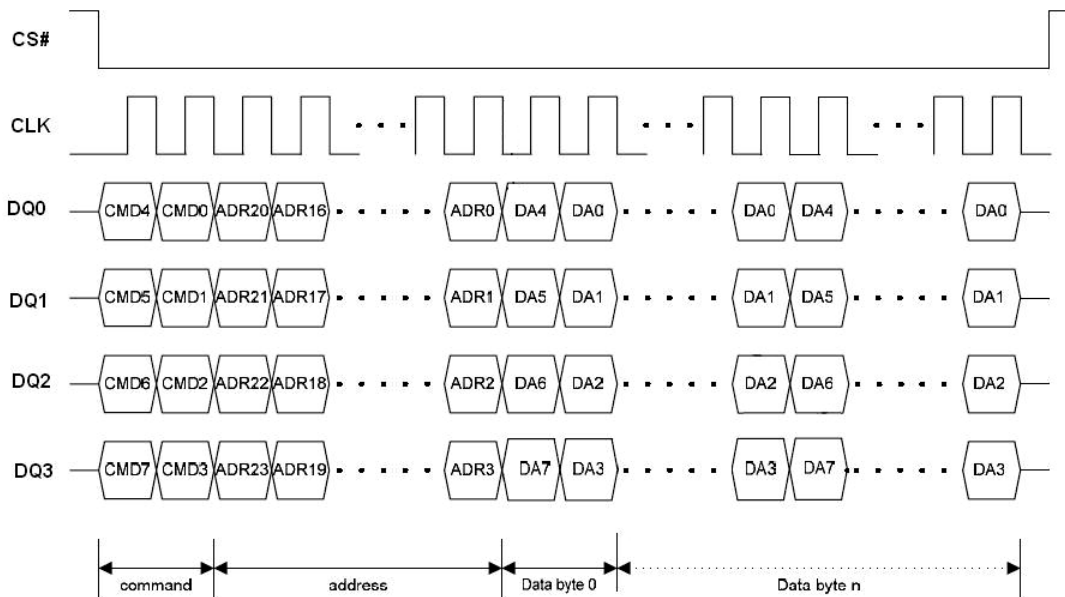 CS#
CLK
DQ0 CMD4 CMD0 ADR20 ADR16 ADR0 DA4 DA0 DA0 DA4 DA0
DQ1 CMD5 CMD1 ADR21 ADR17 ADR1 DA5 DA1 DA1 DA5 DA1
DQ2 CMD6 CMD2 ADR22 ADR18 ADR2 DA6 DA2 DA2 DA6 DA2
DQ3 CMD7 CMD3 ADR23 ADR19 ADR3 DA7 DA3 DA3 DA7 DA3
command address Data byte 0 Data byte n